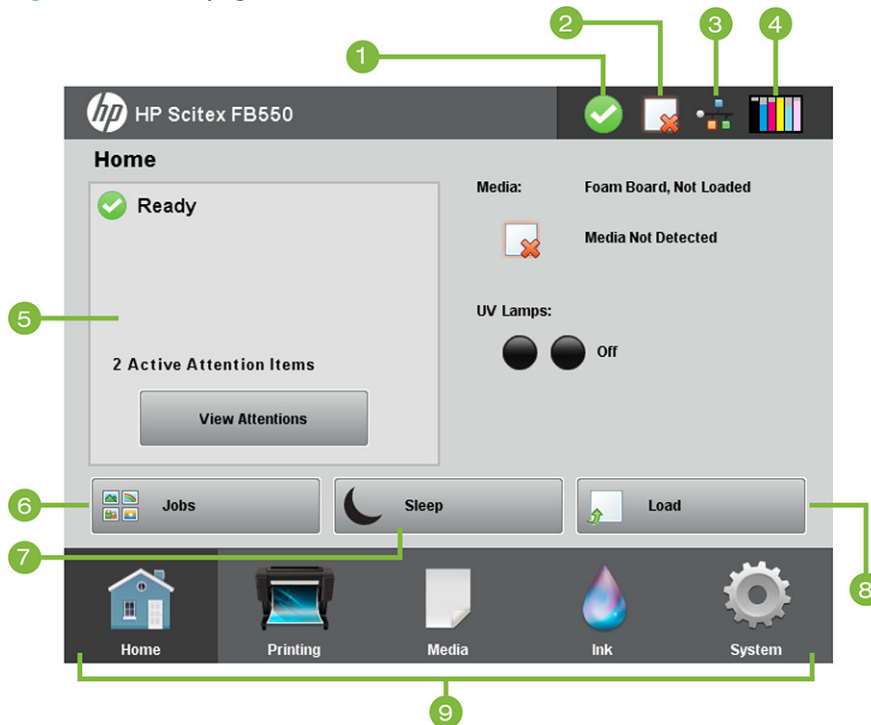 1
2
3
4
hp HP Scitex FB550
Home
Ready
Media: Foam Board, Not Loaded
Media Not Detected
5
UV Lamps:
Off
2 Active Attention Items
View Attentions
6
Jobs
Sleep
Load
7
8
Home Printing Media Ink System
9